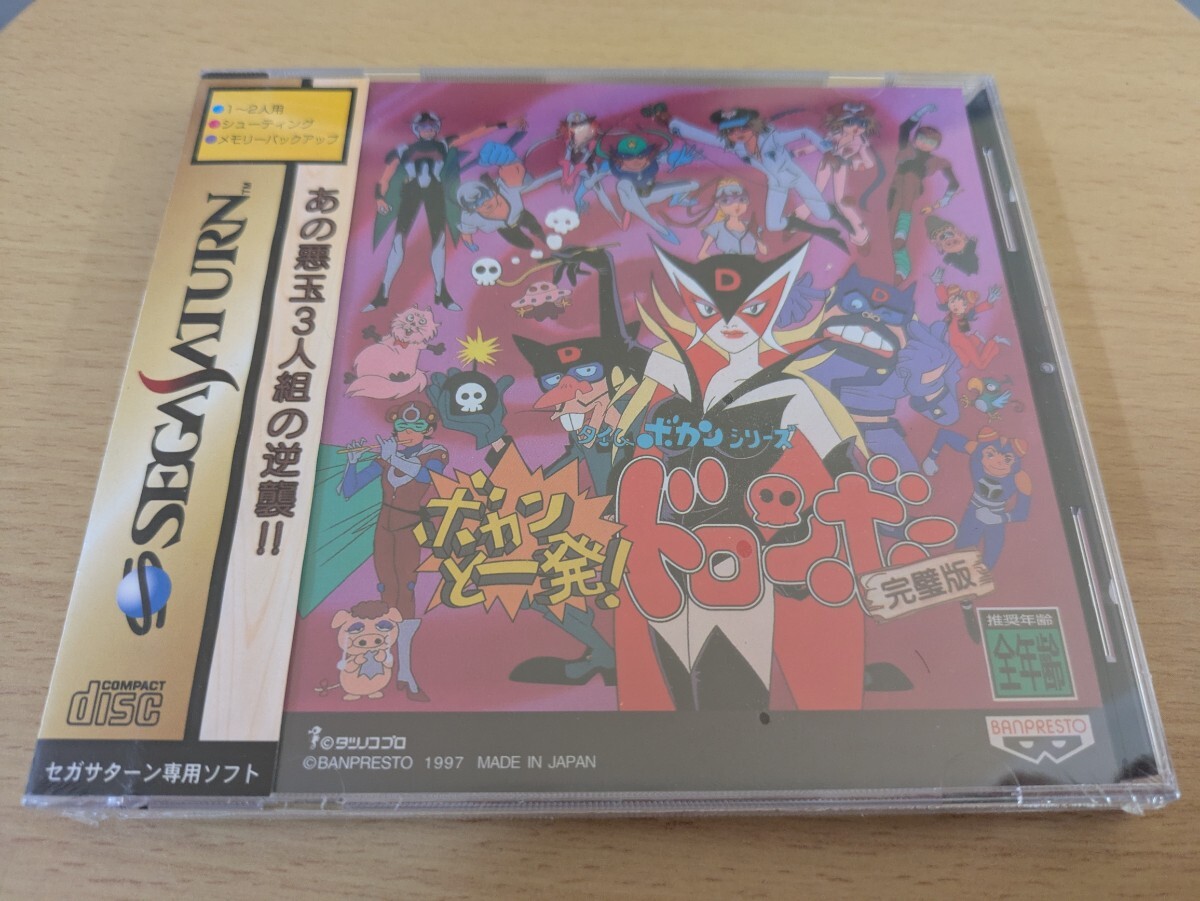 1〜2人用
シューティング
メモリーバックアップ
SEGA SATURN™
あの悪玉3人組の逆襲!!
COMPACT
disc
セガサターン専用ソフト
D
D
D
タイムボカンシリーズ
ボカンと一発!
ドロンボー
完璧版
推奨年齢
全年齢
BANPRESTO
©タツノコプロ
©BANPRESTO 1997 MADE IN JAPAN